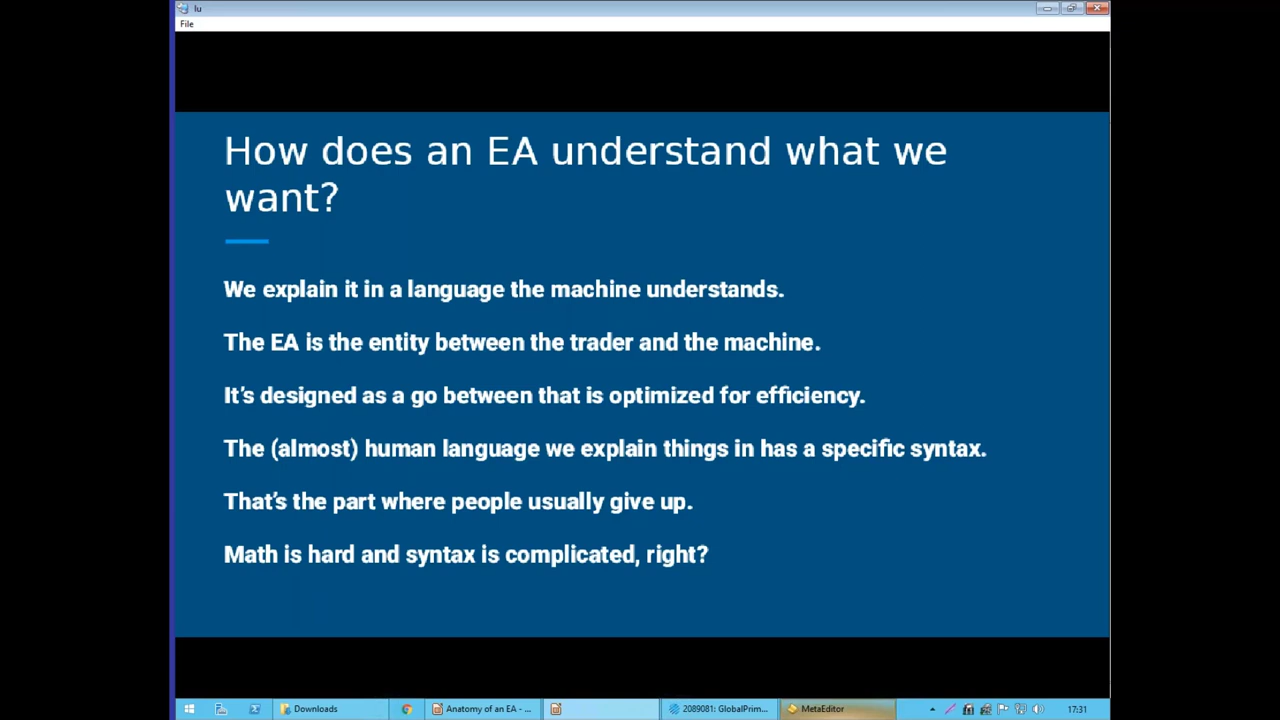 lu
File
How does an EA understand what we
want?
We explain it in a language the machine understands.
The EA is the entity between the trader and the machine.
It's designed as a go between that is optimized for efficiency.
The (almost) human language we explain things in has a specific syntax.
That's the part where people usually give up.
Math is hard and syntax is complicated, right?
Downloads
Anatomy of an EA - ...
2089081: GlobalPrim...
MetaEditor
17:31